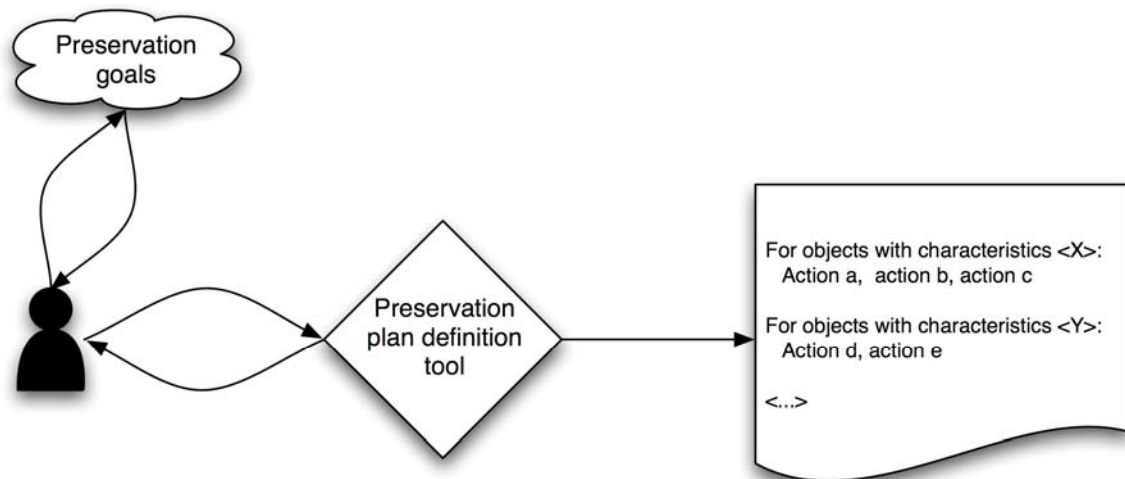 Preservation
goals
Preservation
plan definition
tool
For objects with characteristics <X>:
Action a,  action b, action c
For objects with characteristics <Y>:
Action d, action e
<...>